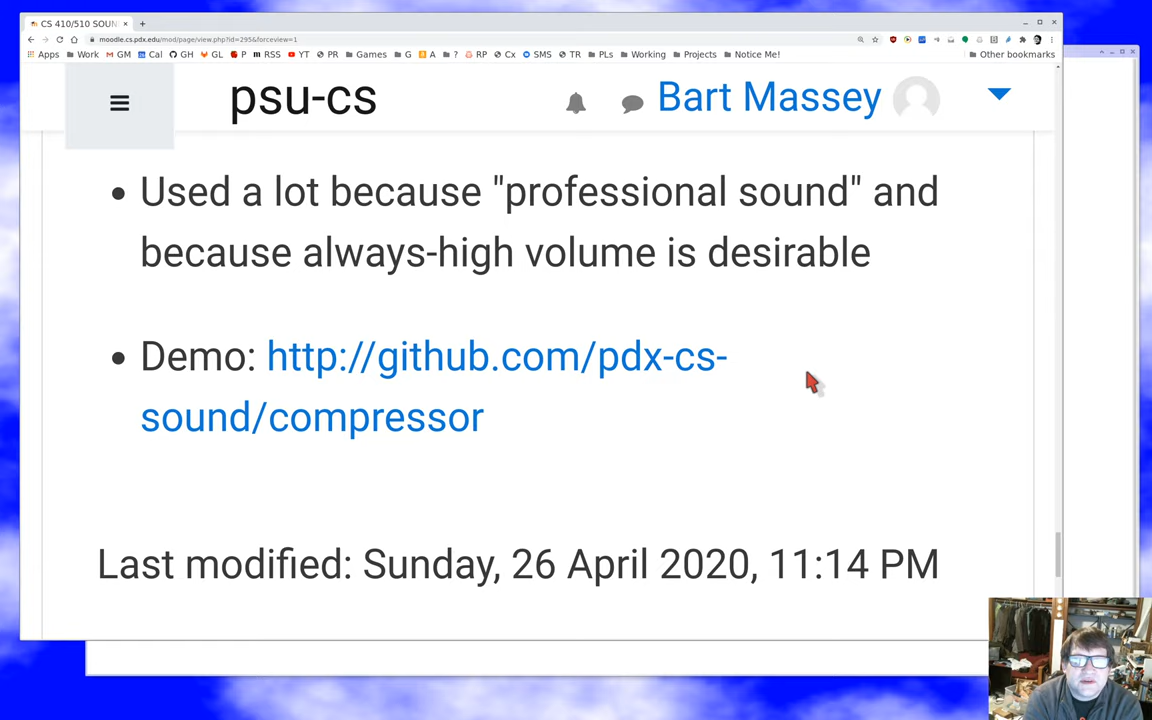 CS 410/510 SOUN
moodle.cs.pdx.edu/mod/page/view.php?id=295&forceview=1
Apps Work GM Cal GH GL P RSS YT PR Games G A ? RP Cx SMS TR PLs Working Projects Notice Me! Other bookmarks
psu-cs Bart Massey
• Used a lot because "professional sound" and
because always-high volume is desirable
• Demo: http://github.com/pdx-cs-
sound/compressor
Last modified: Sunday, 26 April 2020, 11:14 PM